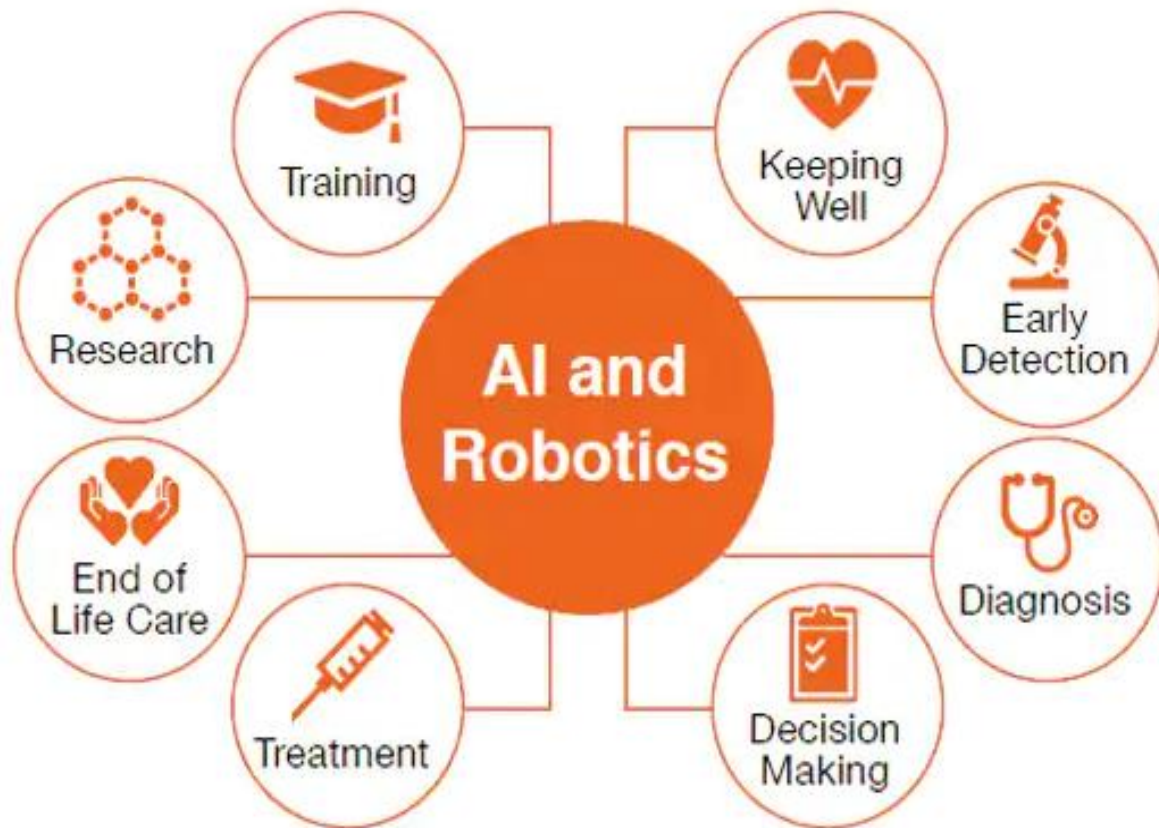 Training
Keeping
Well
Research
Early
Detection
AI and
Robotics
End of
Life Care
Diagnosis
Treatment
Decision
Making